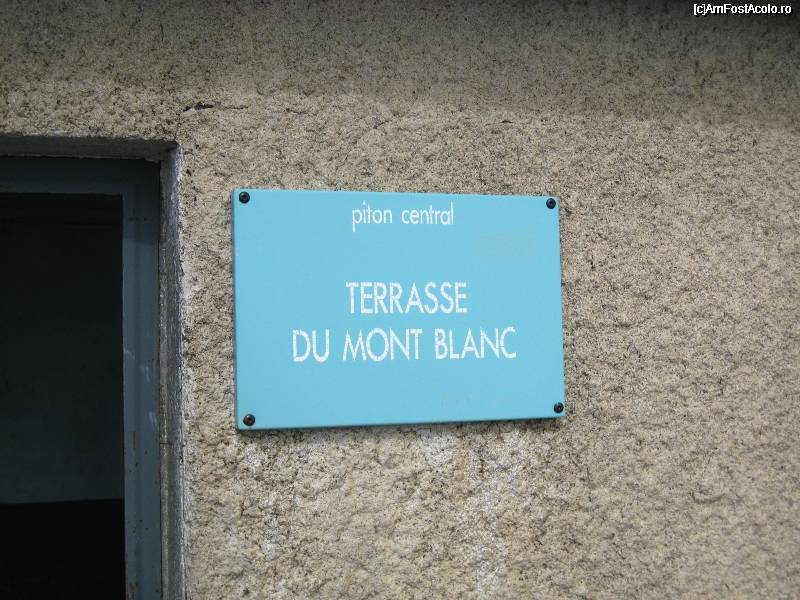 [c]AmFostAcolo.ro
piton central
TERRASSE
DU MONT BLANC